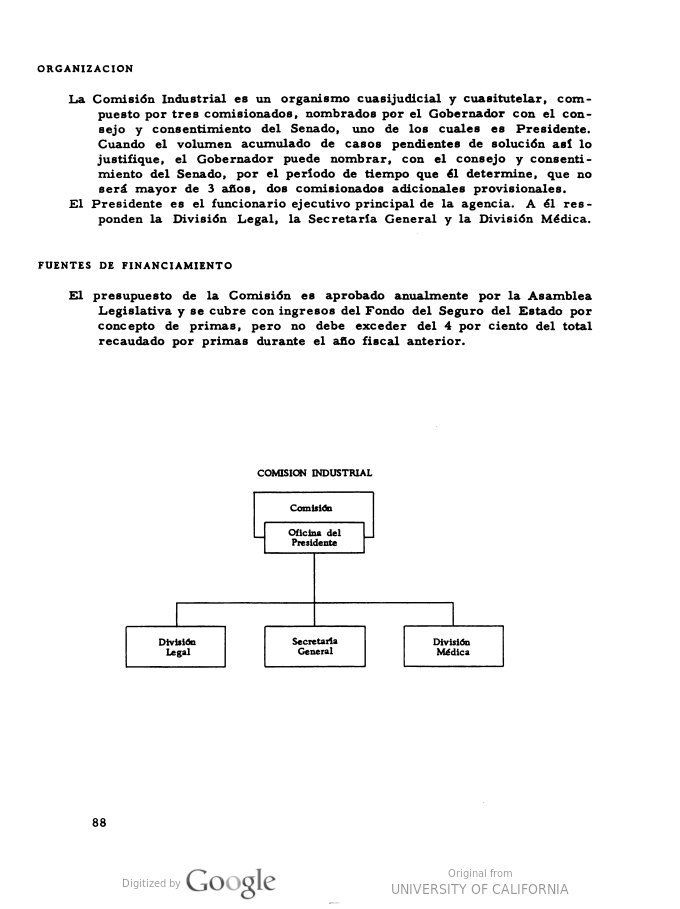 ORGANIZACION
La Comisión Industrial es un organismo cuasijudicial y cuasitutelar, com-
puesto por tres comisionados, nombrados por el Gobernador con el con-
sejo y consentimiento del Senado, uno de los cuales es Presidente.
Cuando el volumen acumulado de casos pendientes de solución así lo
justifique, el Gobernador puede nombrar, con el consejo y consenti-
miento del Senado, por el período de tiempo que él determine, que no
será mayor de 3 años, dos comisionados adicionales provisionales.
El Presidente es el funcionario ejecutivo principal de la agencia. A él res-
ponden la División Legal, la Secretaría General y la División Médica.
FUENTES DE FINANCIAMIENTO
El presupuesto de la Comisión es aprobado anualmente por la Asamblea
Legislativa y se cubre con ingresos del Fondo del Seguro del Estado por
concepto de primas, pero no debe exceder del 4 por ciento del total
recaudado por primas durante el año fiscal anterior.
COMISION INDUSTRIAL
Comisión
Oficina del
Presidente
División
Legal
Secretaría
General
División
Médica
88
Digitized by Google
Original from
UNIVERSITY OF CALIFORNIA